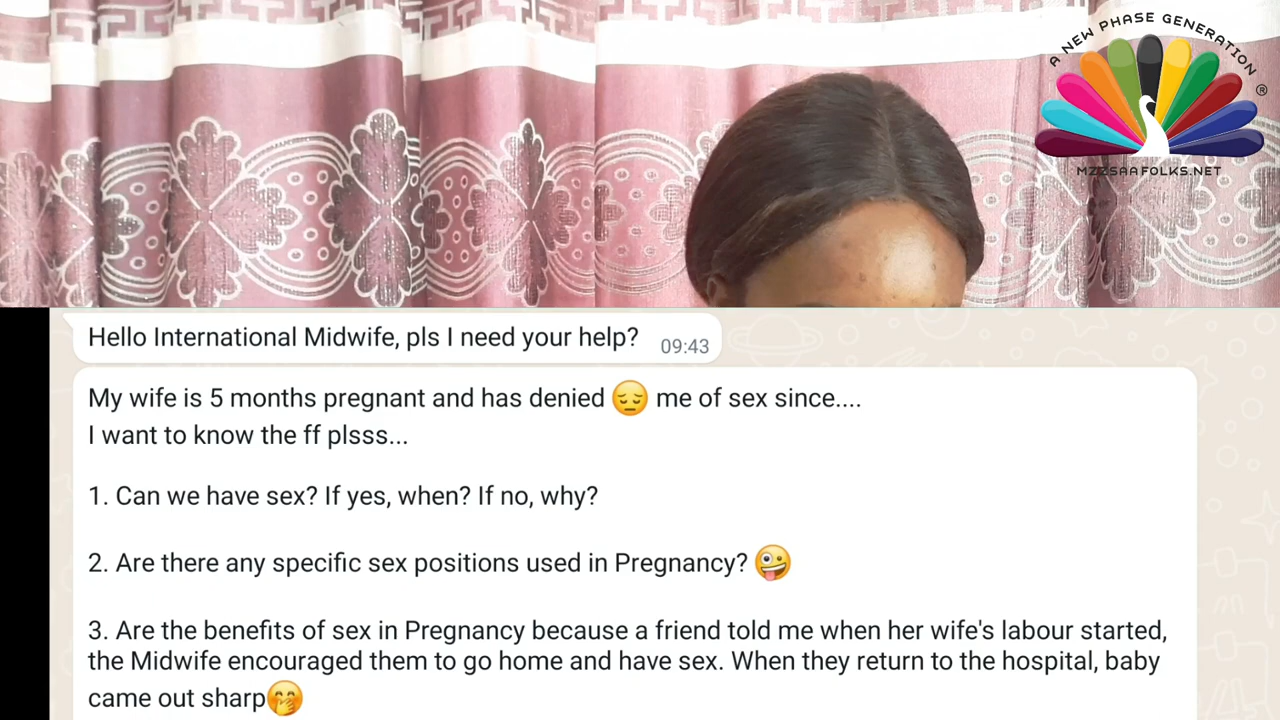 A NEW PHASE GENERATION
®
MZZSAAFOLKS.NET
Hello International Midwife, pls I need your help?
09:43
My wife is 5 months pregnant and has denied 😔 me of sex since....
I want to know the ff plsss...
1. Can we have sex? If yes, when? If no, why?
2. Are there any specific sex positions used in Pregnancy? 🤪
3. Are the benefits of sex in Pregnancy because a friend told me when her wife's labour started,
the Midwife encouraged them to go home and have sex. When they return to the hospital, baby
came out sharp🤭